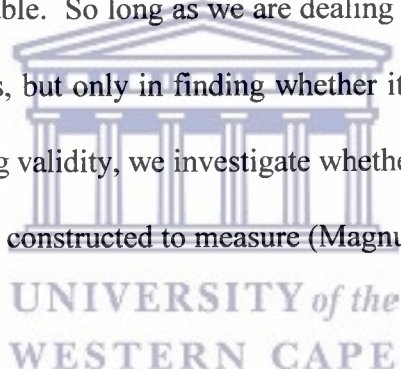 able. So long as we are dealing
s, but only in finding whether it
g validity, we investigate whethe
constructed to measure (Magnu
UNIVERSITY of the
WESTERN CAPE